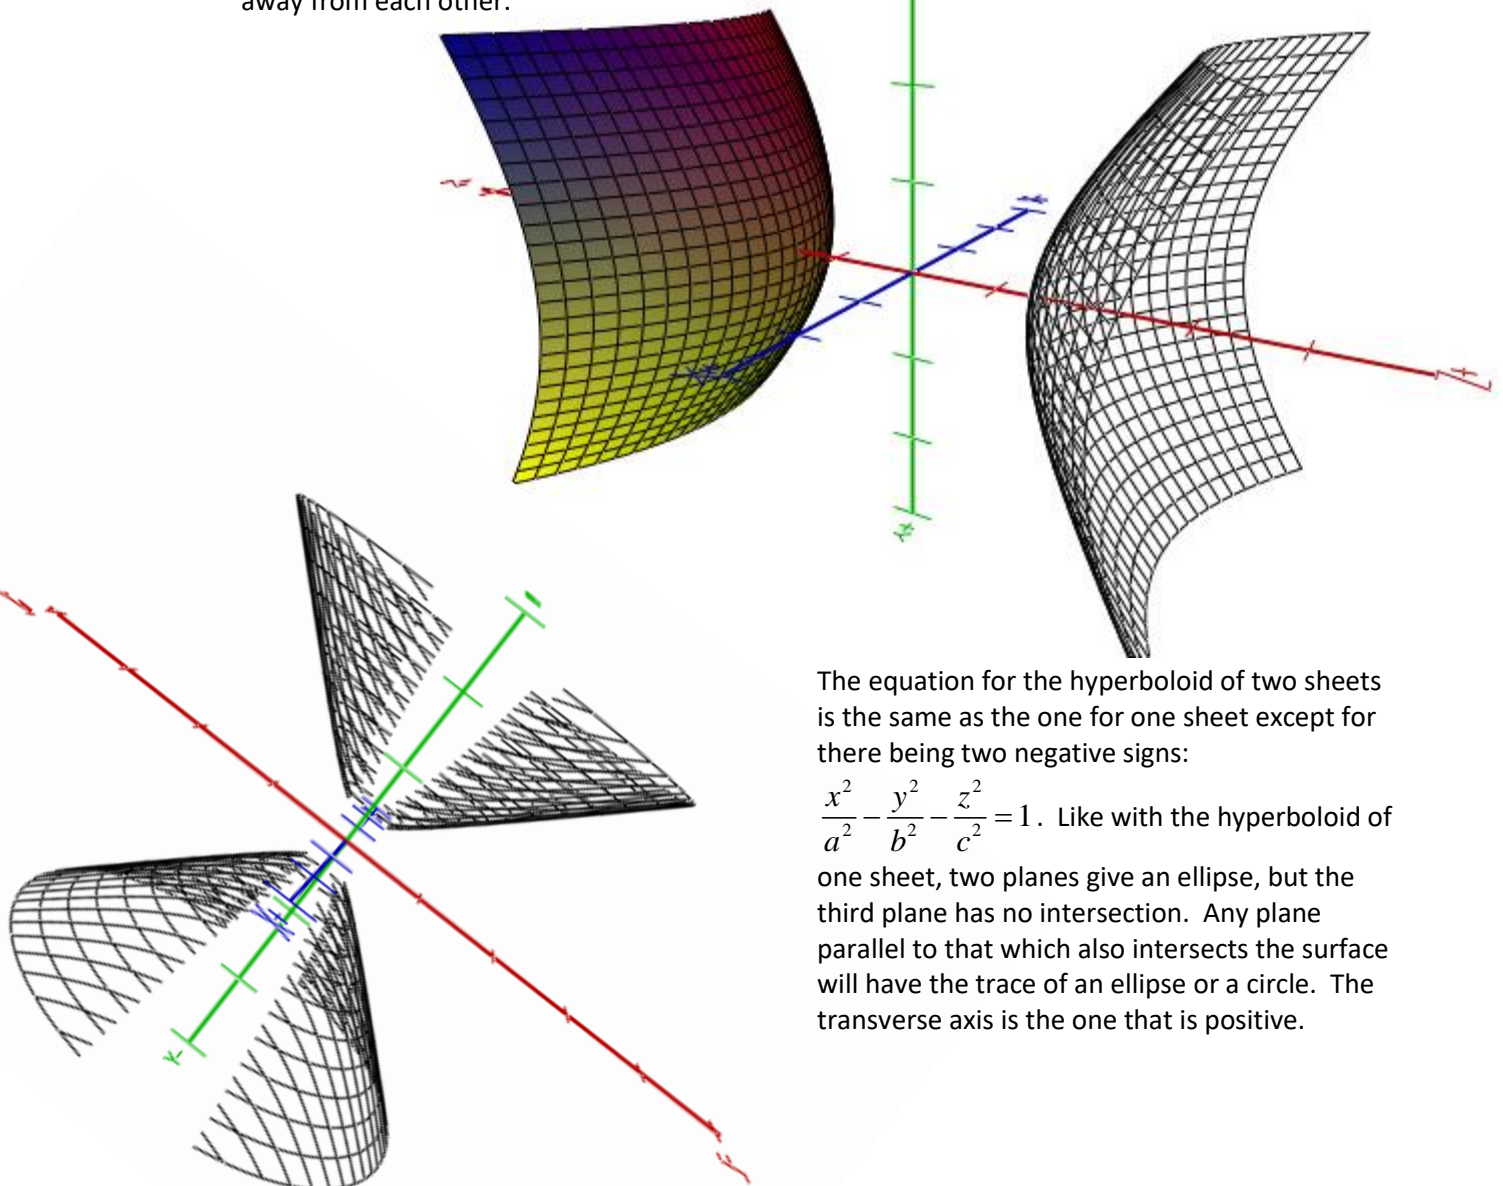 away from each other.
The equation for the hyperboloid of two sheets
is the same as the one for one sheet except for
there being two negative signs:
x²/a² − y²/b² − z²/c² = 1. Like with the hyperboloid of
one sheet, two planes give an ellipse, but the
third plane has no intersection. Any plane
parallel to that which also intersects the surface
will have the trace of an ellipse or a circle. The
transverse axis is the one that is positive.